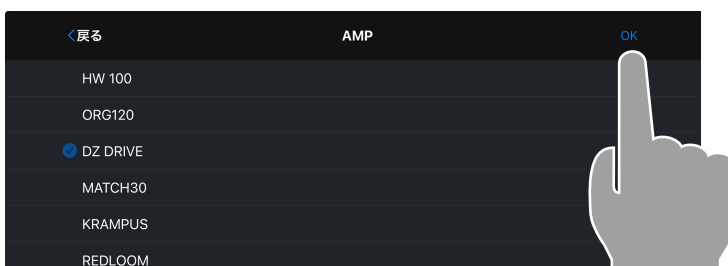 戻る AMP OK
HW 100
ORG120
DZ DRIVE
MATCH30
KRAMPUS
REDLOOM